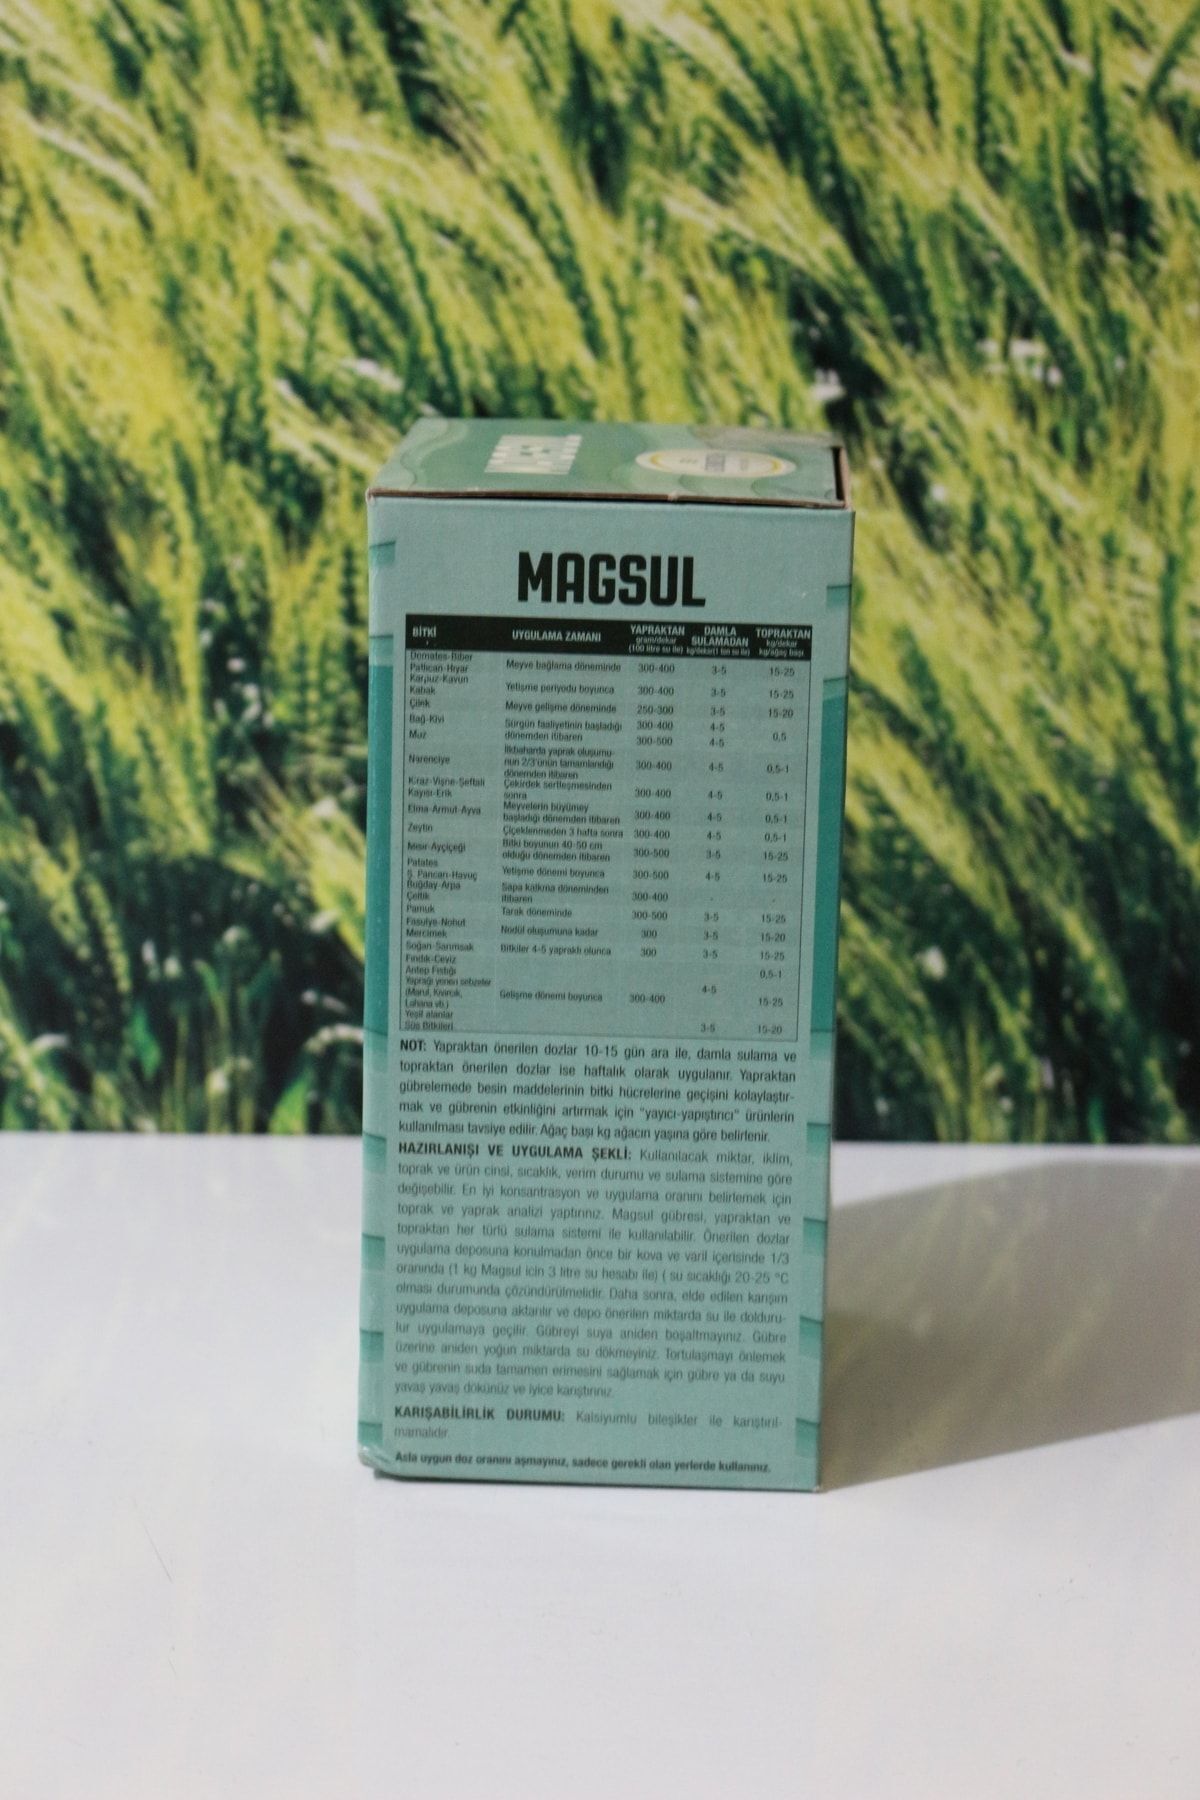 MAGSUL
BİTKİ UYGULAMA ZAMANI YAPRAKTAN gram/dekar (100 litre su ile) DAMLA SULAMADAN kg/dekar(1 ton su ile) TOPRAKTAN kg/dekar kg/ağaç başı
Domates-Biber
Patlıcan-Hıyar Meyve bağlama döneminde 300-400 3-5 15-25
Karpuz-Kavun
Kabak Yetişme periyodu boyunca 300-400 3-5 15-25
Çilek Meyve gelişme döneminde 250-300 3-5 15-20
Bağ-Kivi Sürgün faaliyetinin başladığı 300-400 4-5
Muz dönemden itibaren 300-500 4-5 0,5
Narenciye İlkbaharda yaprak oluşumu-
nun 2/3'ünün tamamlandığı 300-400 4-5 0,5-1
dönemden itibaren
Kiraz-Vişne-Şeftali Çekirdek sertleşmesinden
Kayısı-Erik sonra 300-400 4-5 0,5-1
Elma-Armut-Ayva Meyvelerin büyümey
başladığı dönemden itibaren 300-400 4-5 0,5-1
Zeytin Çiçeklenmeden 3 hafta sonra 300-400 4-5 0,5-1
Mısır-Ayçiçeği Bitki boyunun 40-50 cm
olduğu dönemden itibaren 300-500 3-5 15-25
Patates
Ş. Pancarı-Havuç Yetişme dönemi boyunca 300-500 4-5 15-25
Buğday-Arpa Sapa kalkma döneminden
Çeltik itibaren 300-400 - -
Pamuk Tarak döneminde 300-500 3-5 15-25
Fasulye-Nohut
Mercimek Nodül oluşumuna kadar 300 3-5 15-20
Soğan-Sarımsak Bitkiler 4-5 yapraklı olunca 300 3-5 15-25
Fındık-Ceviz
Antep Fıstığı 0,5-1
Yaprağı yenen sebzeler
(Marul, Kıvırcık, Gelişme dönemi boyunca 300-400 4-5
Lahana vb.) 15-25
Yeşil alanlar
Süs Bitkileri 3-5 15-20
NOT: Yapraktan önerilen dozlar 10-15 gün ara ile, damla sulama ve
topraktan önerilen dozlar ise haftalık olarak uygulanır. Yapraktan
gübrelemede besin maddelerinin bitki hücrelerine geçişini kolaylaştır-
mak ve gübrenin etkinliğini artırmak için "yayıcı-yapıştırıcı" ürünlerin
kullanılması tavsiye edilir. Ağaç başı kg ağacın yaşına göre belirlenir.
HAZIRLANIŞI VE UYGULAMA ŞEKLİ: Kullanılacak miktar, iklim,
toprak ve ürün cinsi, sıcaklık, verim durumu ve sulama sistemine göre
değişebilir. En iyi konsantrasyon ve uygulama oranını belirlemek için
toprak ve yaprak analizi yaptırınız. Magsul gübresi, yapraktan ve
topraktan her türlü sulama sistemi ile kullanılabilir. Önerilen dozlar
uygulama deposuna konulmadan önce bir kova ve varil içerisinde 1/3
oranında (1 kg Magsul icin 3 litre su hesabı ile) ( su sıcaklığı 20-25 °C
olması durumunda çözündürülmelidir. Daha sonra, elde edilen karışım
uygulama deposuna aktarılır ve depo önerilen miktarda su ile dolduru-
lur uygulamaya geçilir. Gübreyi suya aniden boşaltmayınız. Gübre
üzerine aniden yoğun miktarda su dökmeyiniz. Tortulaşmayı önlemek
ve gübrenin suda tamamen erimesini sağlamak için gübre ya da suyu
yavaş yavaş dökünüz ve iyice karıştırınız.
KARIŞABİLİRLİK DURUMU: Kalsiyumlu bileşikler ile karıştırıl-
mamalıdır.
Asla uygun doz oranını aşmayınız, sadece gerekli olan yerlerde kullanınız.